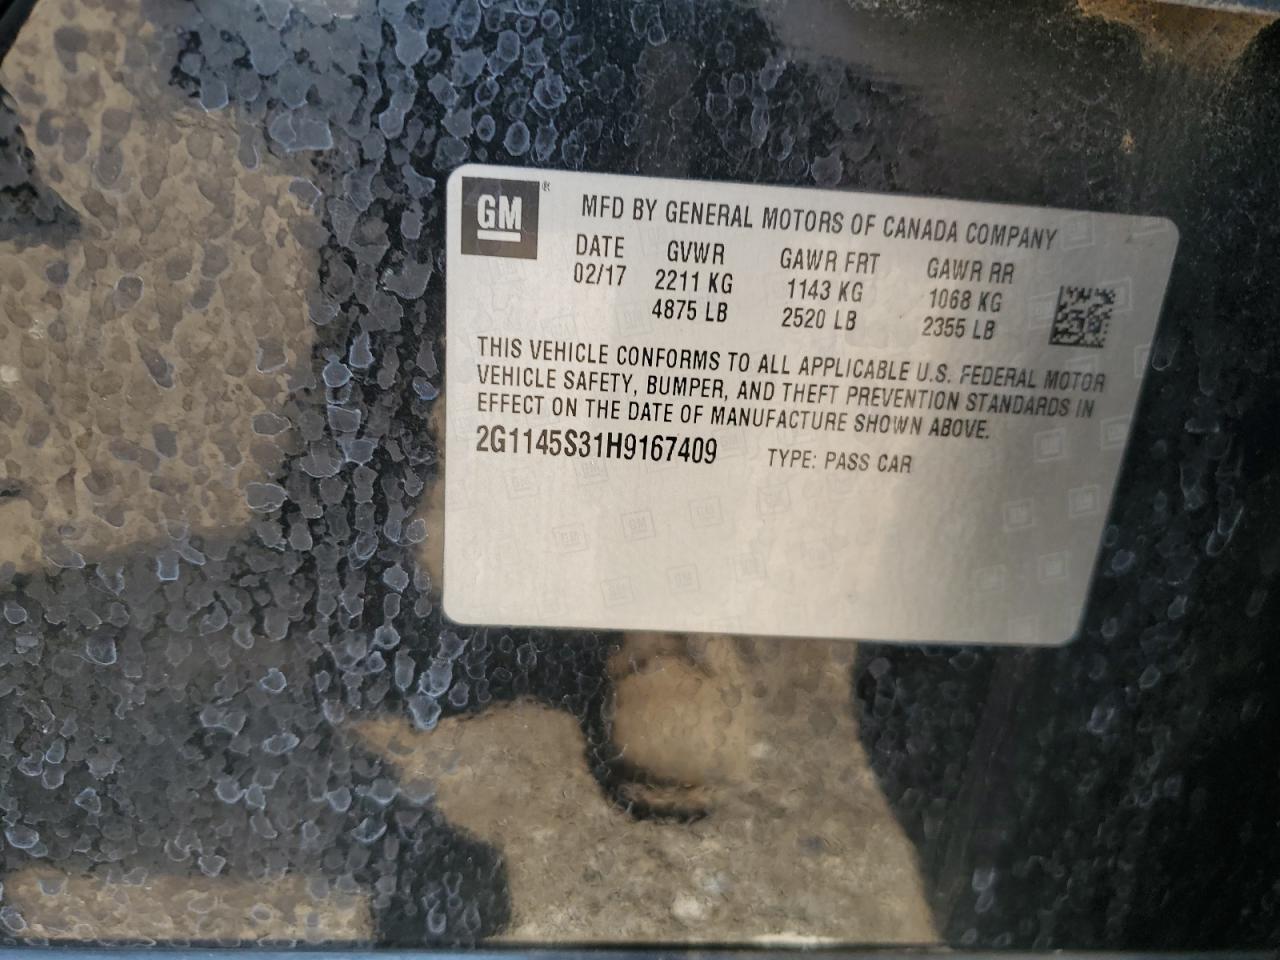 GM®
MFD BY GENERAL MOTORS OF CANADA COMPANY
DATE GVWR GAWR FRT GAWR RR
02/17 2211 KG 1143 KG 1068 KG
4875 LB 2520 LB 2355 LB
THIS VEHICLE CONFORMS TO ALL APPLICABLE U.S. FEDERAL MOTOR
VEHICLE SAFETY, BUMPER, AND THEFT PREVENTION STANDARDS IN
EFFECT ON THE DATE OF MANUFACTURE SHOWN ABOVE.
2G1145S31H9167409 TYPE: PASS CAR